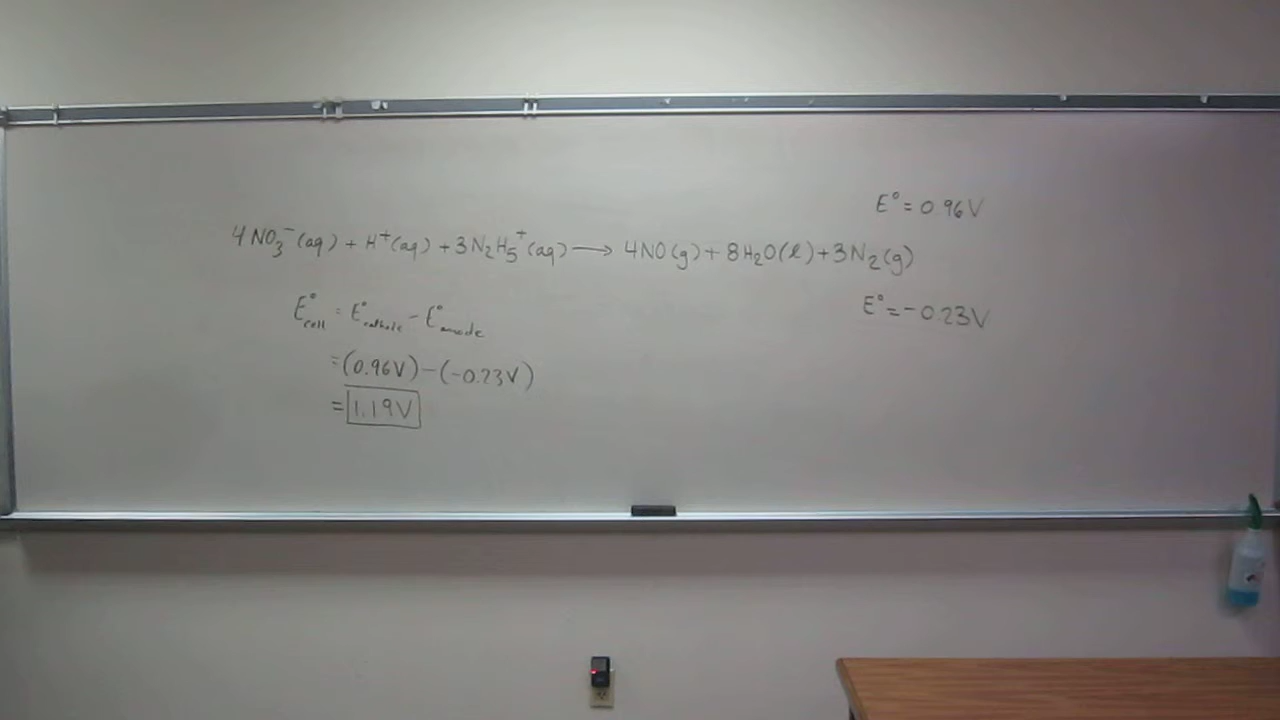 E° = 0.96V
4NO₃⁻(aq) + H⁺(aq) + 3N₂H₅⁺(aq) ⟶ 4NO(g) + 8H₂O(l) + 3N₂(g)
E° = -0.23V
E°cell = E°cathode - E°anode
= (0.96V) - (-0.23V)
= 1.19V